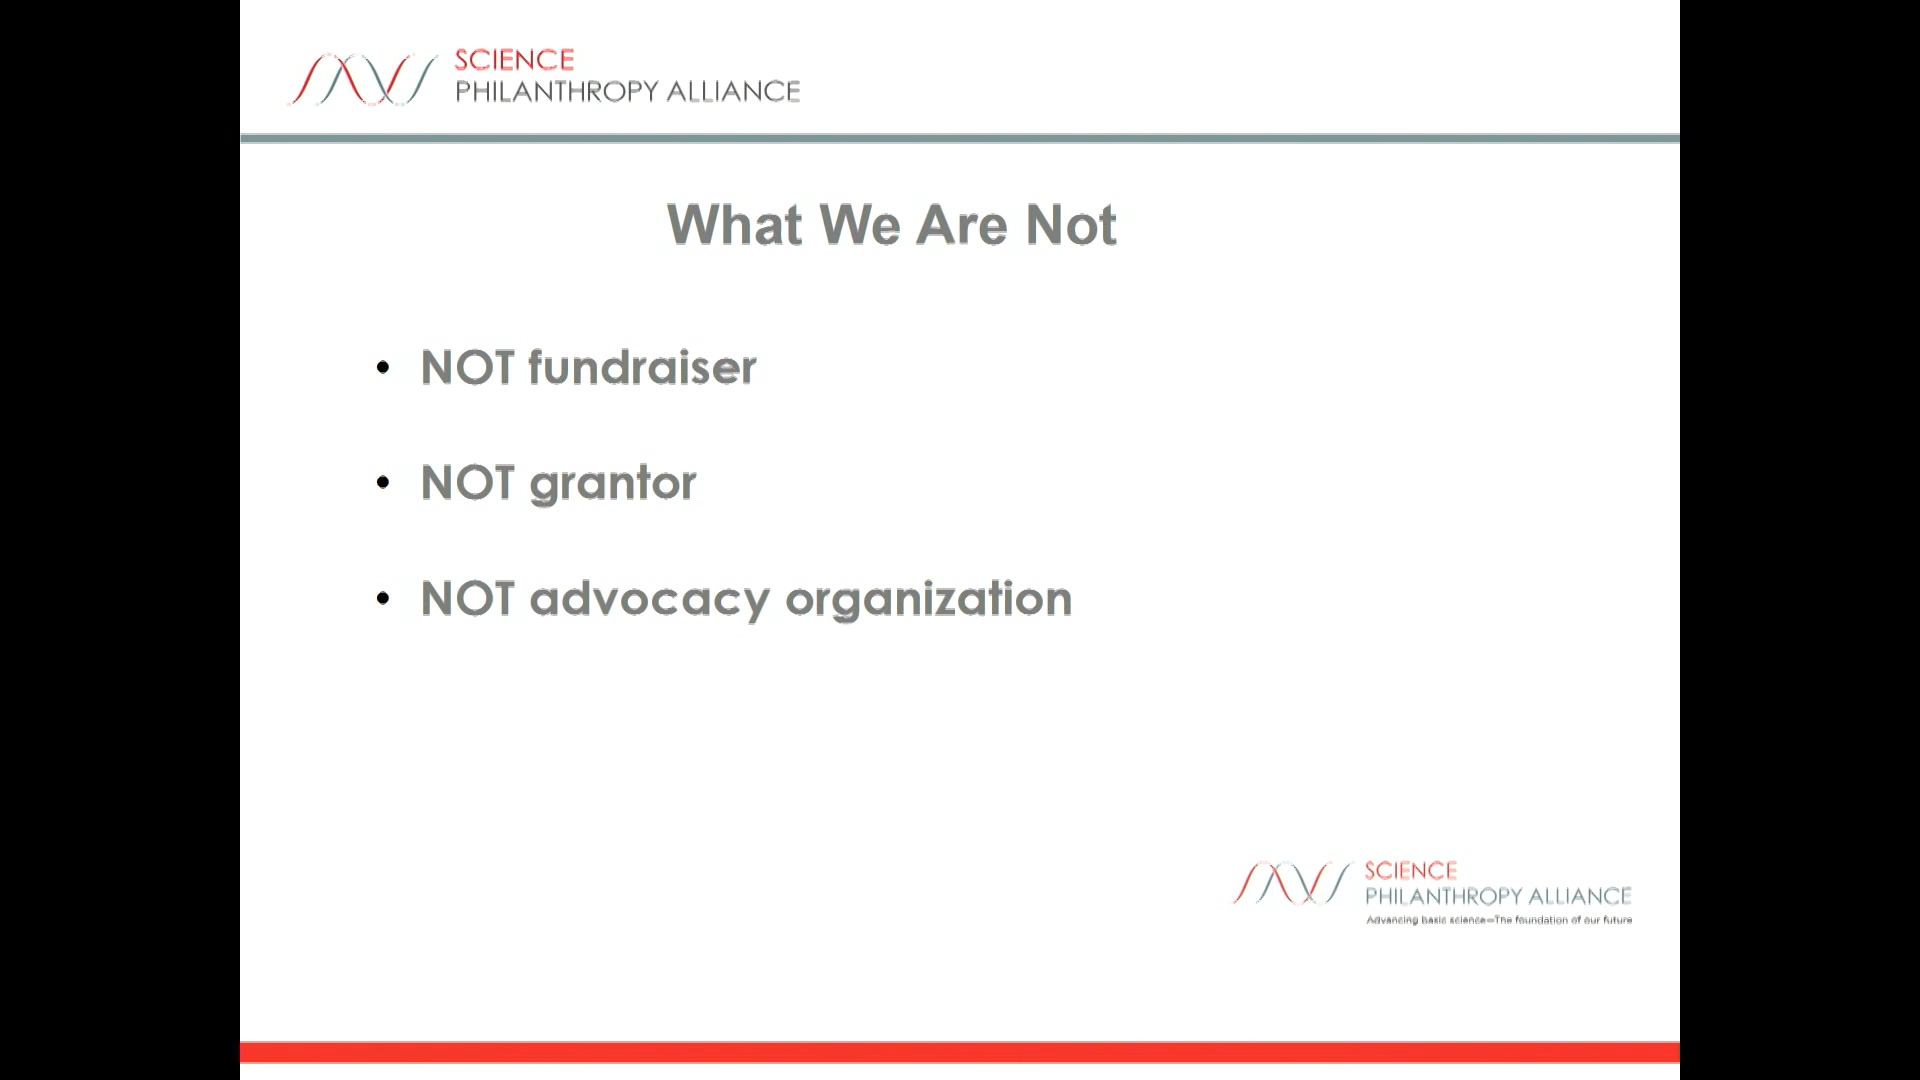 SCIENCE
PHILANTHROPY ALLIANCE
What We Are Not
• NOT fundraiser
• NOT grantor
• NOT advocacy organization
SCIENCE
PHILANTHROPY ALLIANCE
Advancing basic science—The foundation of our future